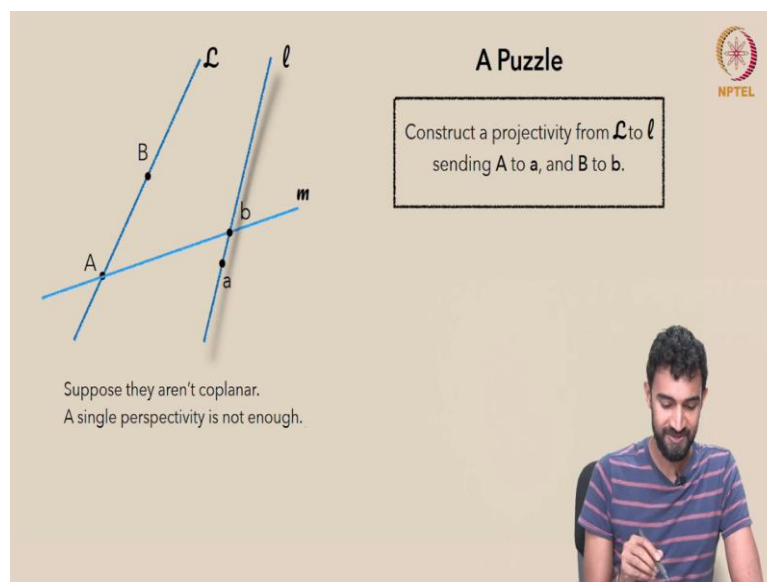 ℒ
ℓ
A Puzzle
NPTEL
B
Construct a projectivity from ℒ to ℓ
sending A to a, and B to b.
m
b
A
a
Suppose they aren't coplanar.
A single perspectivity is not enough.